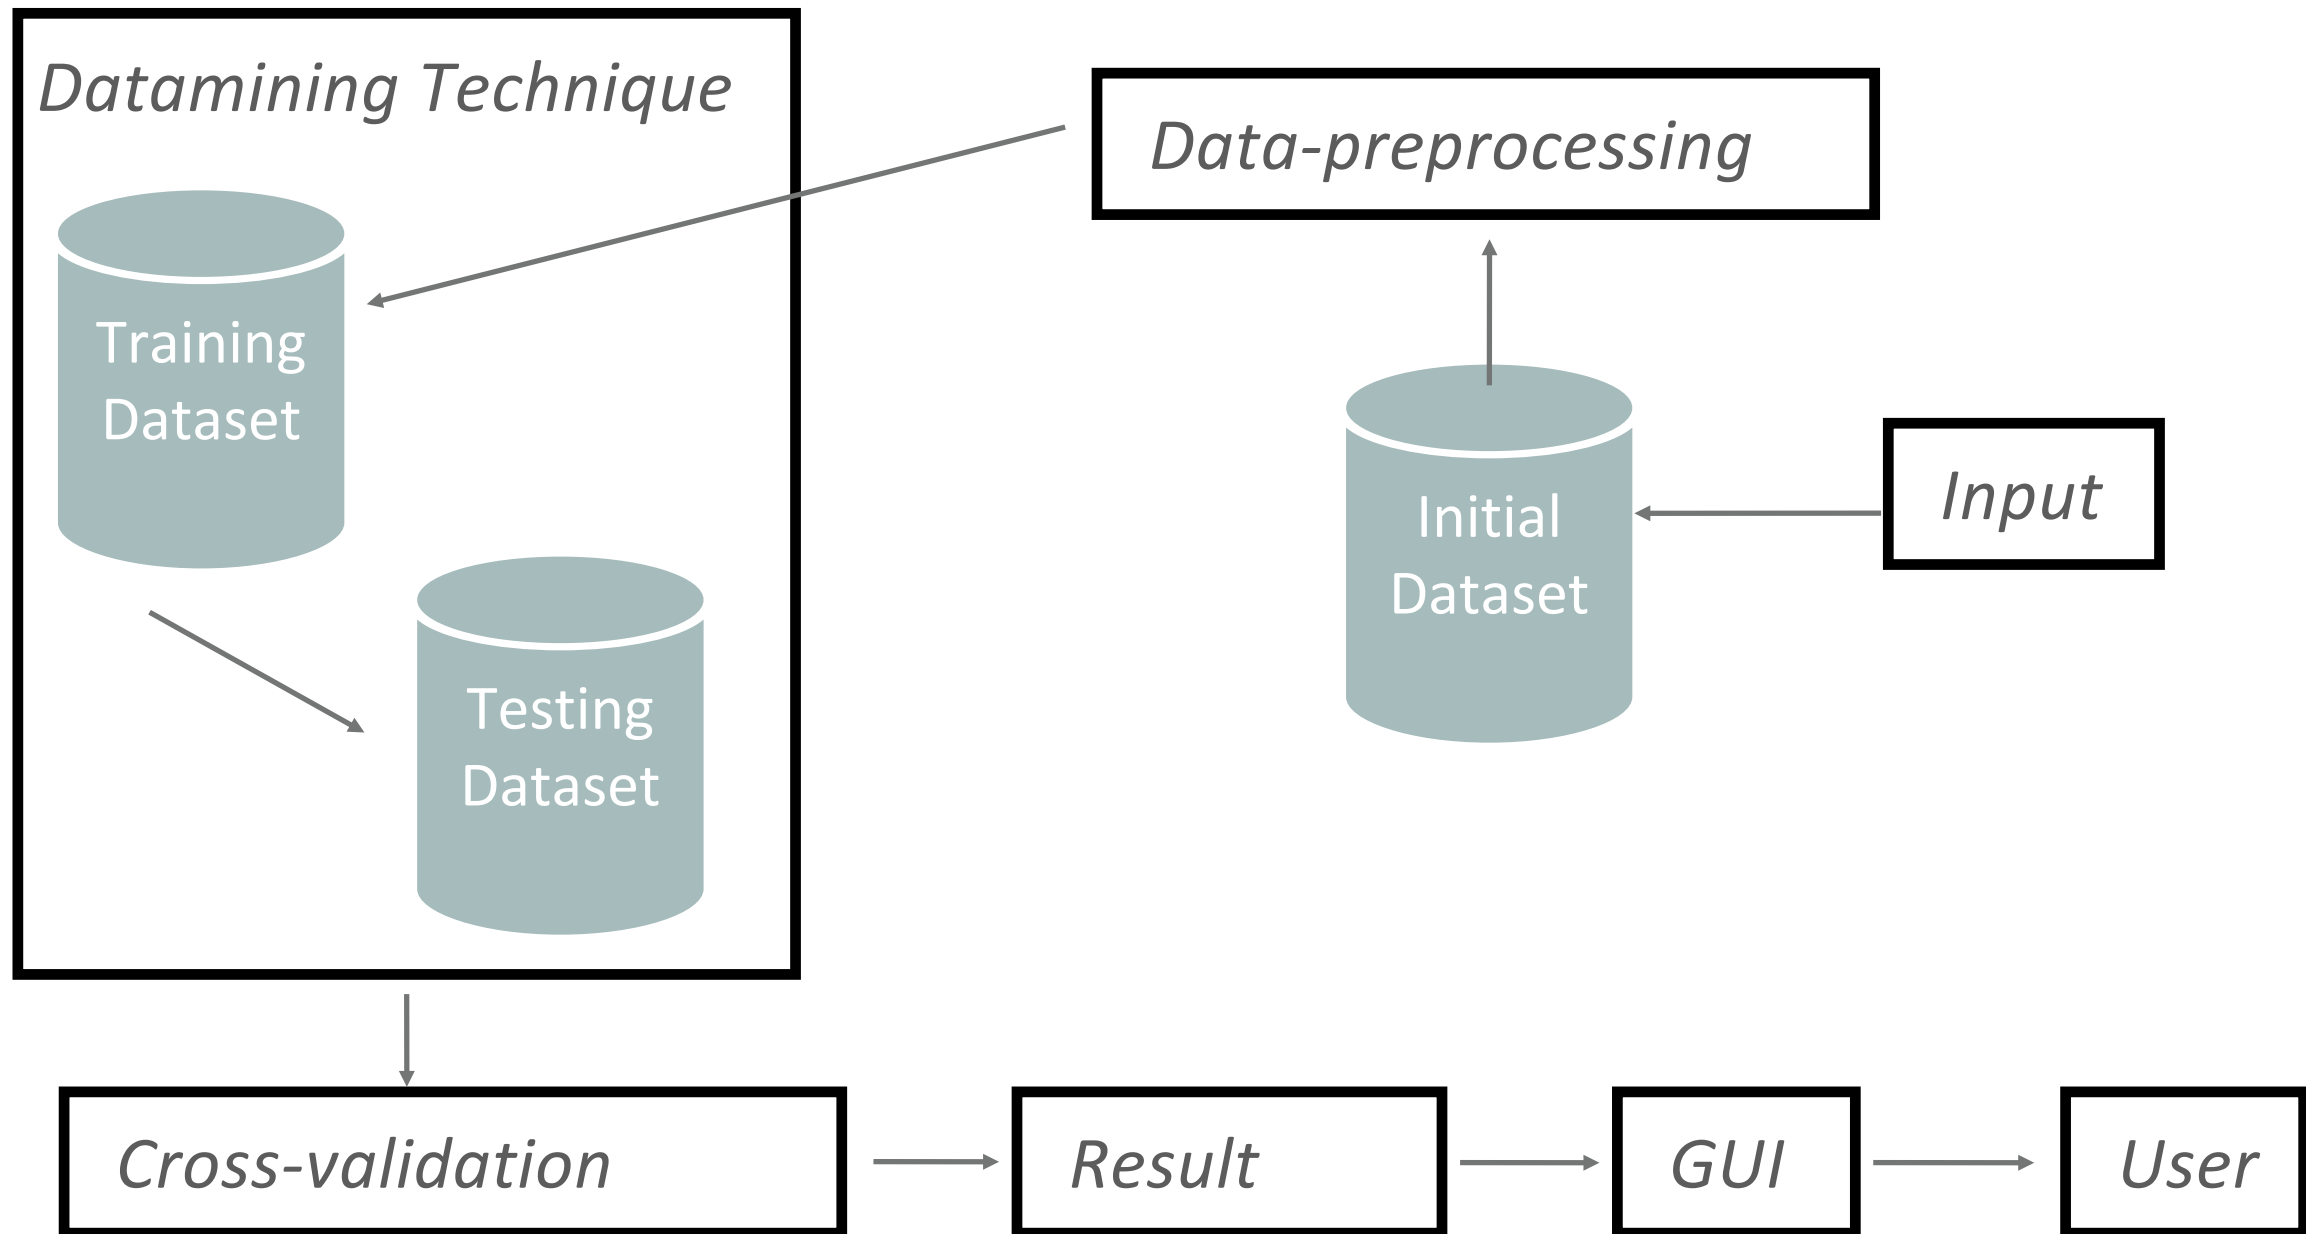 Datamining Technique
Data-preprocessing
Training
Dataset
Initial
Dataset
Input
Testing
Dataset
Cross-validation
Result
GUI
User